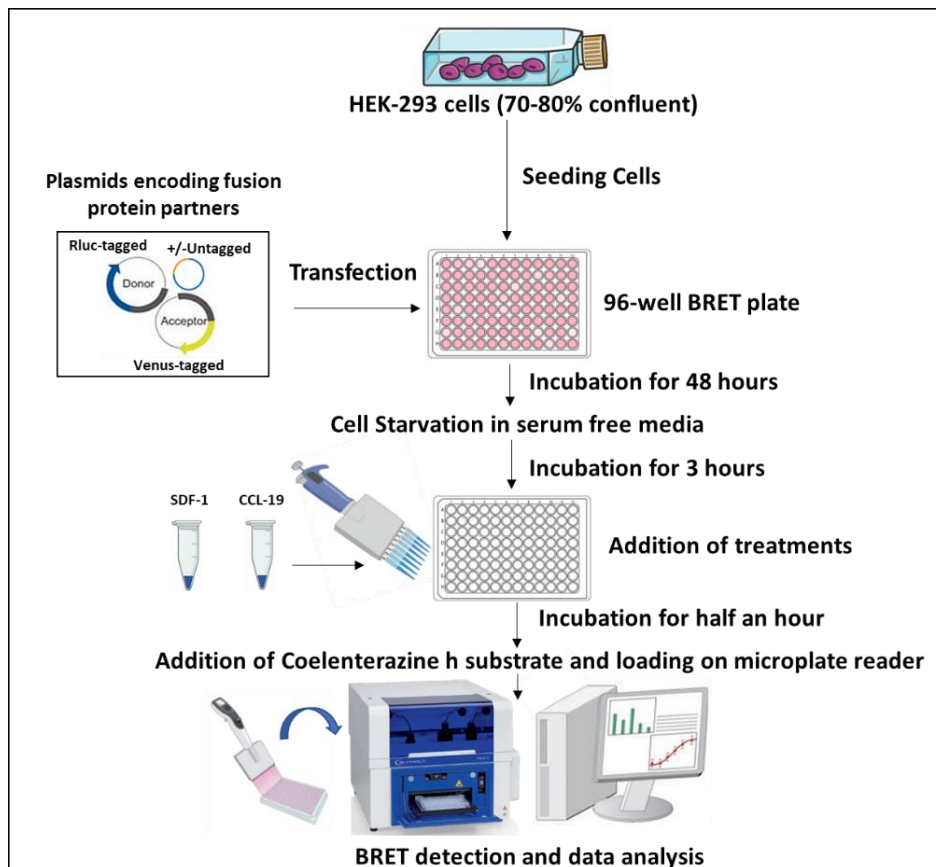 HEK-293 cells (70-80% confluent)
Seeding Cells
Plasmids encoding fusion
protein partners
Rluc-tagged
+/-Untagged
Donor
Acceptor
Venus-tagged
Transfection
96-well BRET plate
Incubation for 48 hours
Cell Starvation in serum free media
Incubation for 3 hours
SDF-1
CCL-19
Addition of treatments
Incubation for half an hour
Addition of Coelenterazine h substrate and loading on microplate reader
BRET detection and data analysis